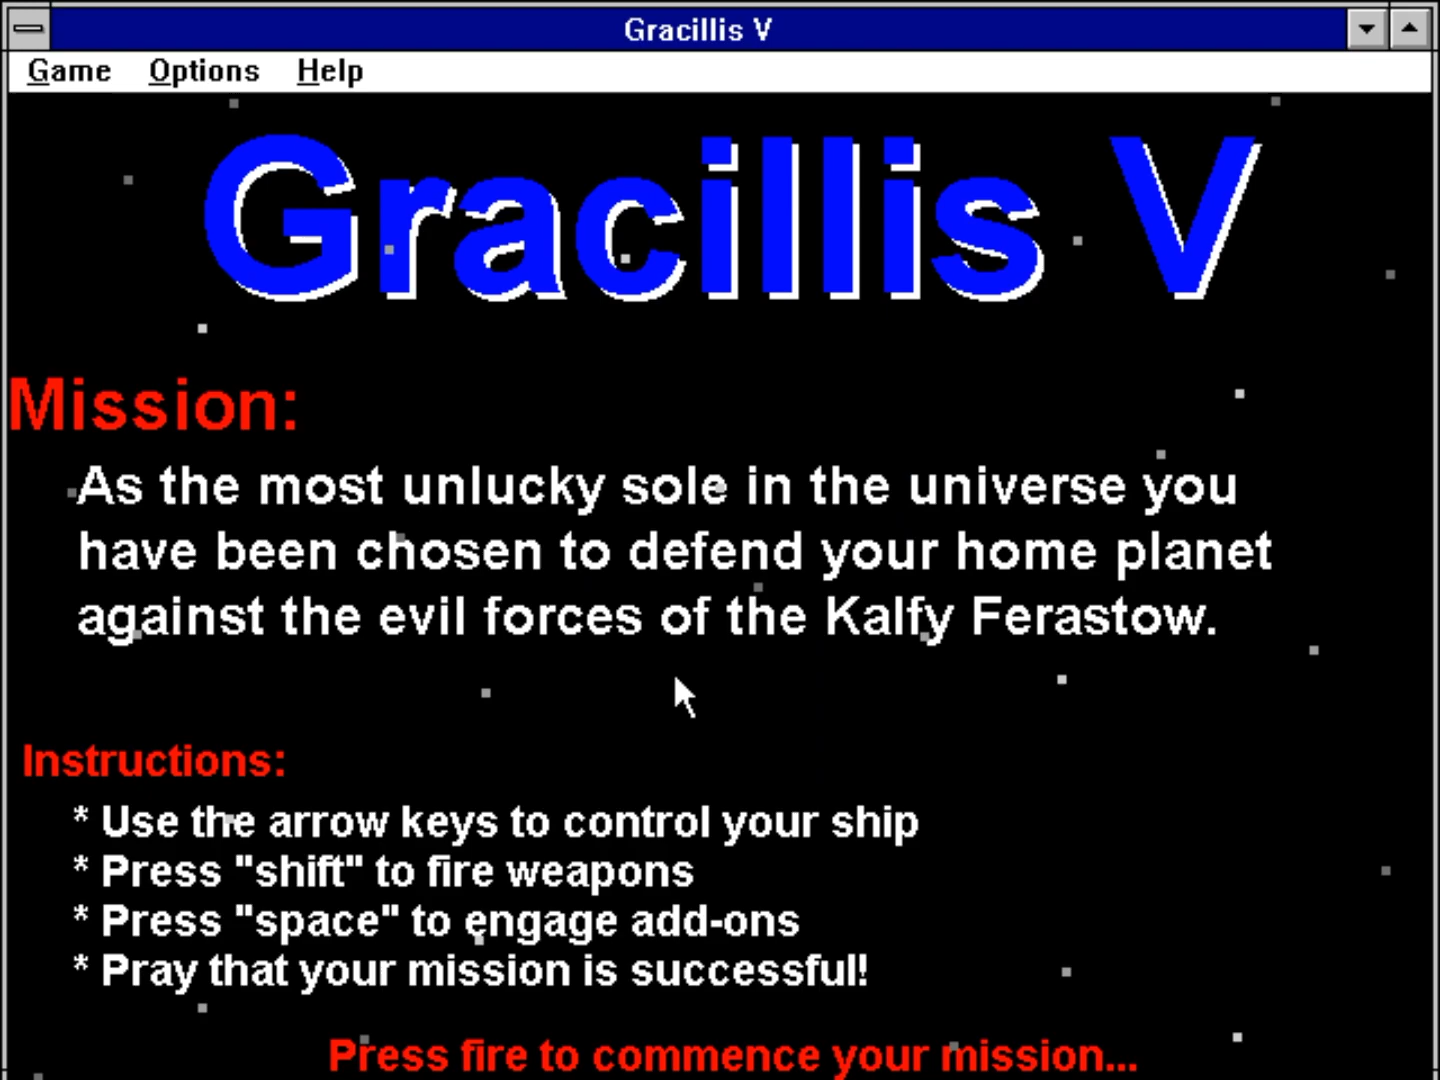 Gracillis V
Game Options Help
Gracillis V
Mission:
As the most unlucky sole in the universe you
have been chosen to defend your home planet
against the evil forces of the Kalfy Ferastow.
Instructions:
* Use the arrow keys to control your ship
* Press "shift" to fire weapons
* Press "space" to engage add-ons
* Pray that your mission is successful!
Press fire to commence your mission...